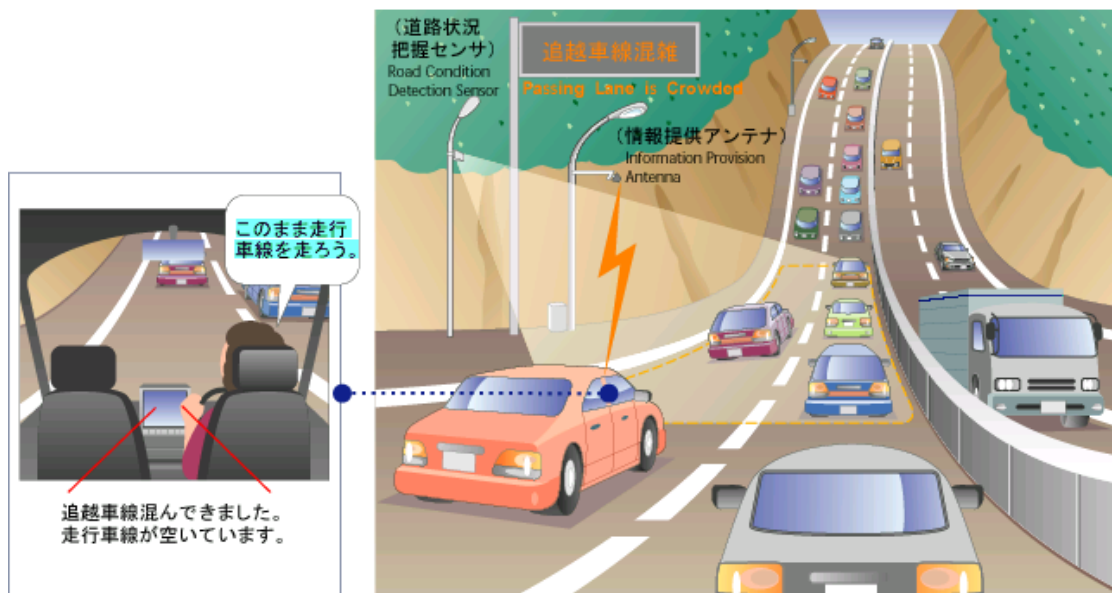 (道路状況
把握センサ)
Road Condition
Detection Sensor
追越車線混雑
Passing Lane is Crowded
(情報提供アンテナ)
Information Provision
Antenna
このまま走行
車線を走ろう。
追越車線混んできました。
走行車線が空いています。